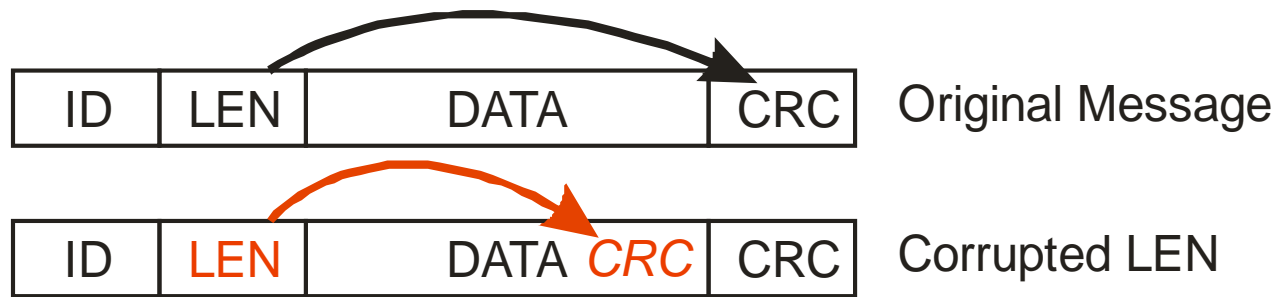 ID LEN DATA CRC Original Message
ID LEN DATA CRC CRC Corrupted LEN